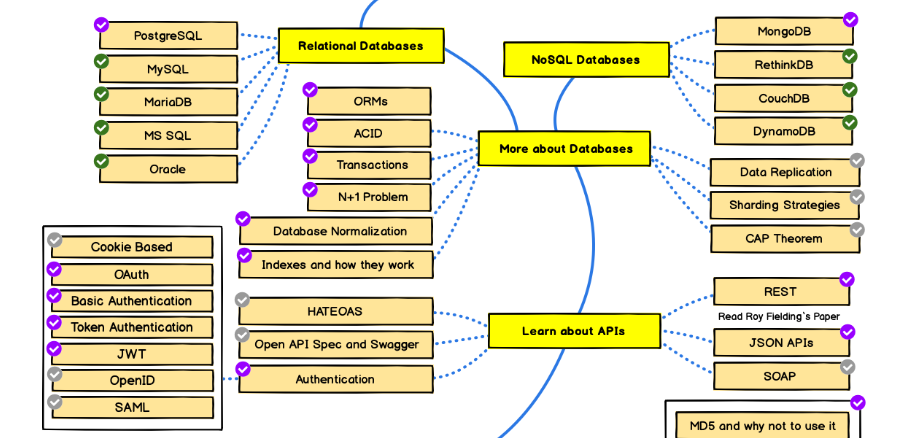 PostgreSQL
MySQL
MariaDB
MS SQL
Oracle
Relational Databases
NoSQL Databases
MongoDB
RethinkDB
CouchDB
DynamoDB
ORMs
ACID
Transactions
N+1 Problem
Database Normalization
Indexes and how they work
More about Databases
Data Replication
Sharding Strategies
CAP Theorem
Cookie Based
OAuth
Basic Authentication
Token Authentication
JWT
OpenID
SAML
HATEOAS
Open API Spec and Swagger
Authentication
Learn about APIs
REST
Read Roy Fielding's Paper
JSON APIs
SOAP
MD5 and why not to use it